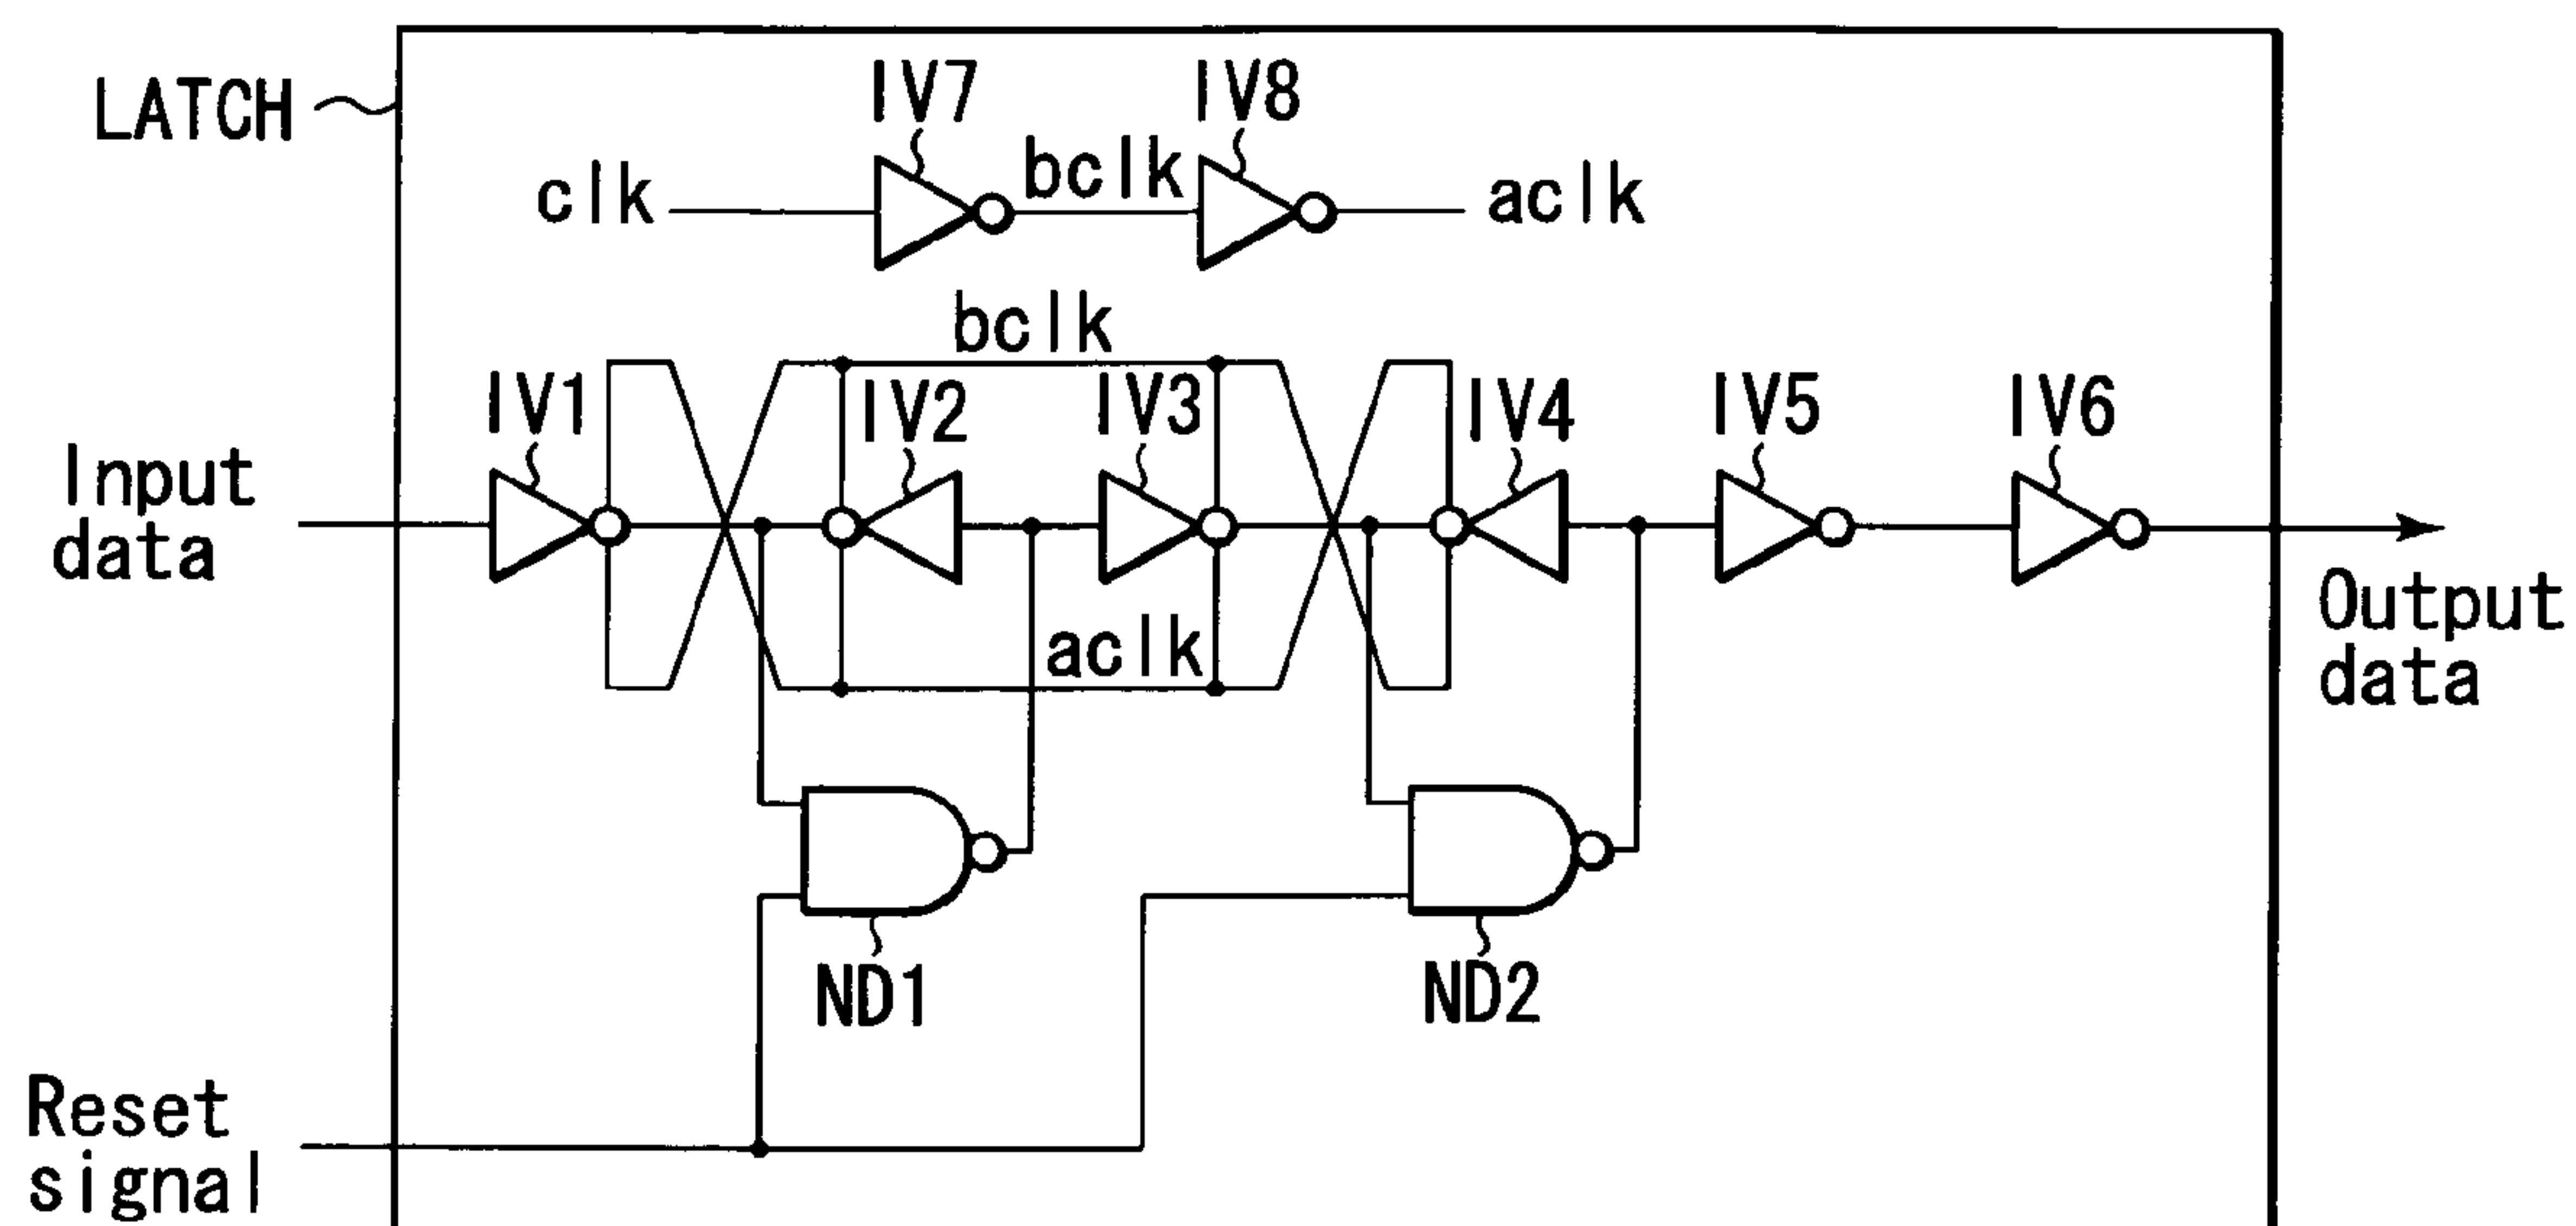 LATCH
IV7
IV8
clk
bclk
aclk
bclk
IV1
IV2
IV3
IV4
IV5
IV6
Input
data
aclk
Output
data
ND1
ND2
Reset
signal